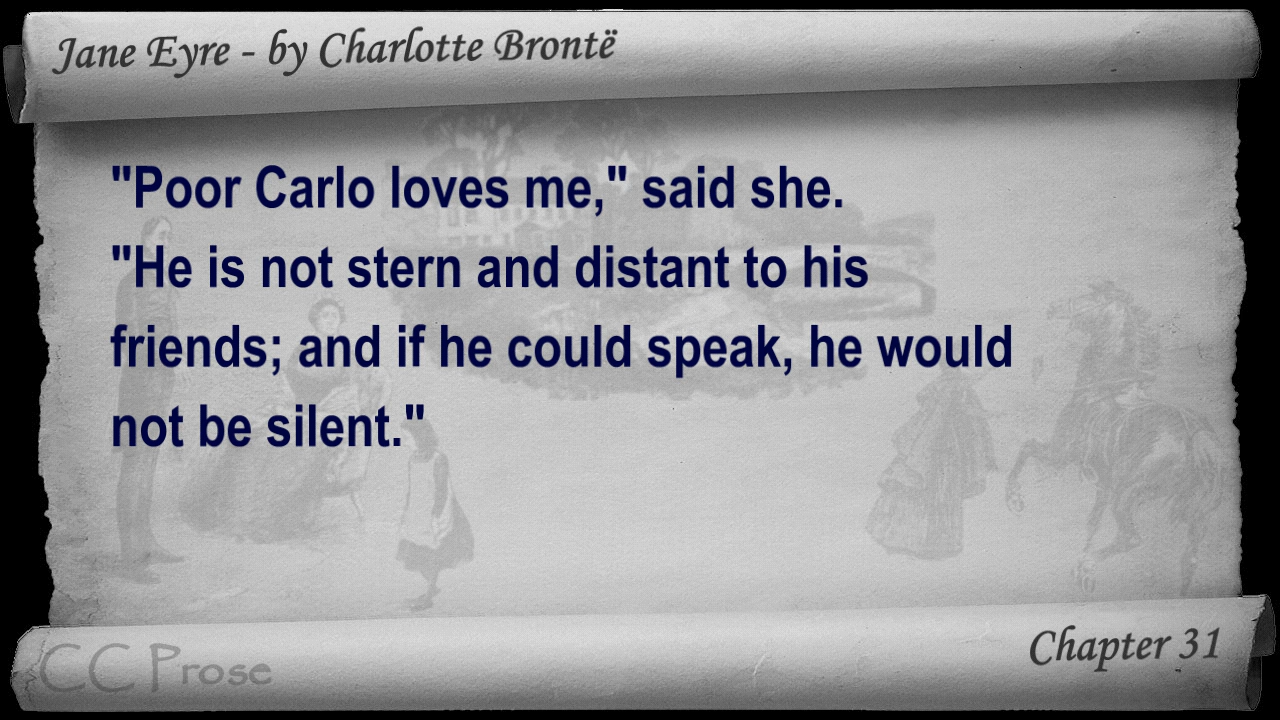 Jane Eyre - by Charlotte Brontë
"Poor Carlo loves me," said she.
"He is not stern and distant to his
friends; and if he could speak, he would
not be silent."
CC Prose
Chapter 31